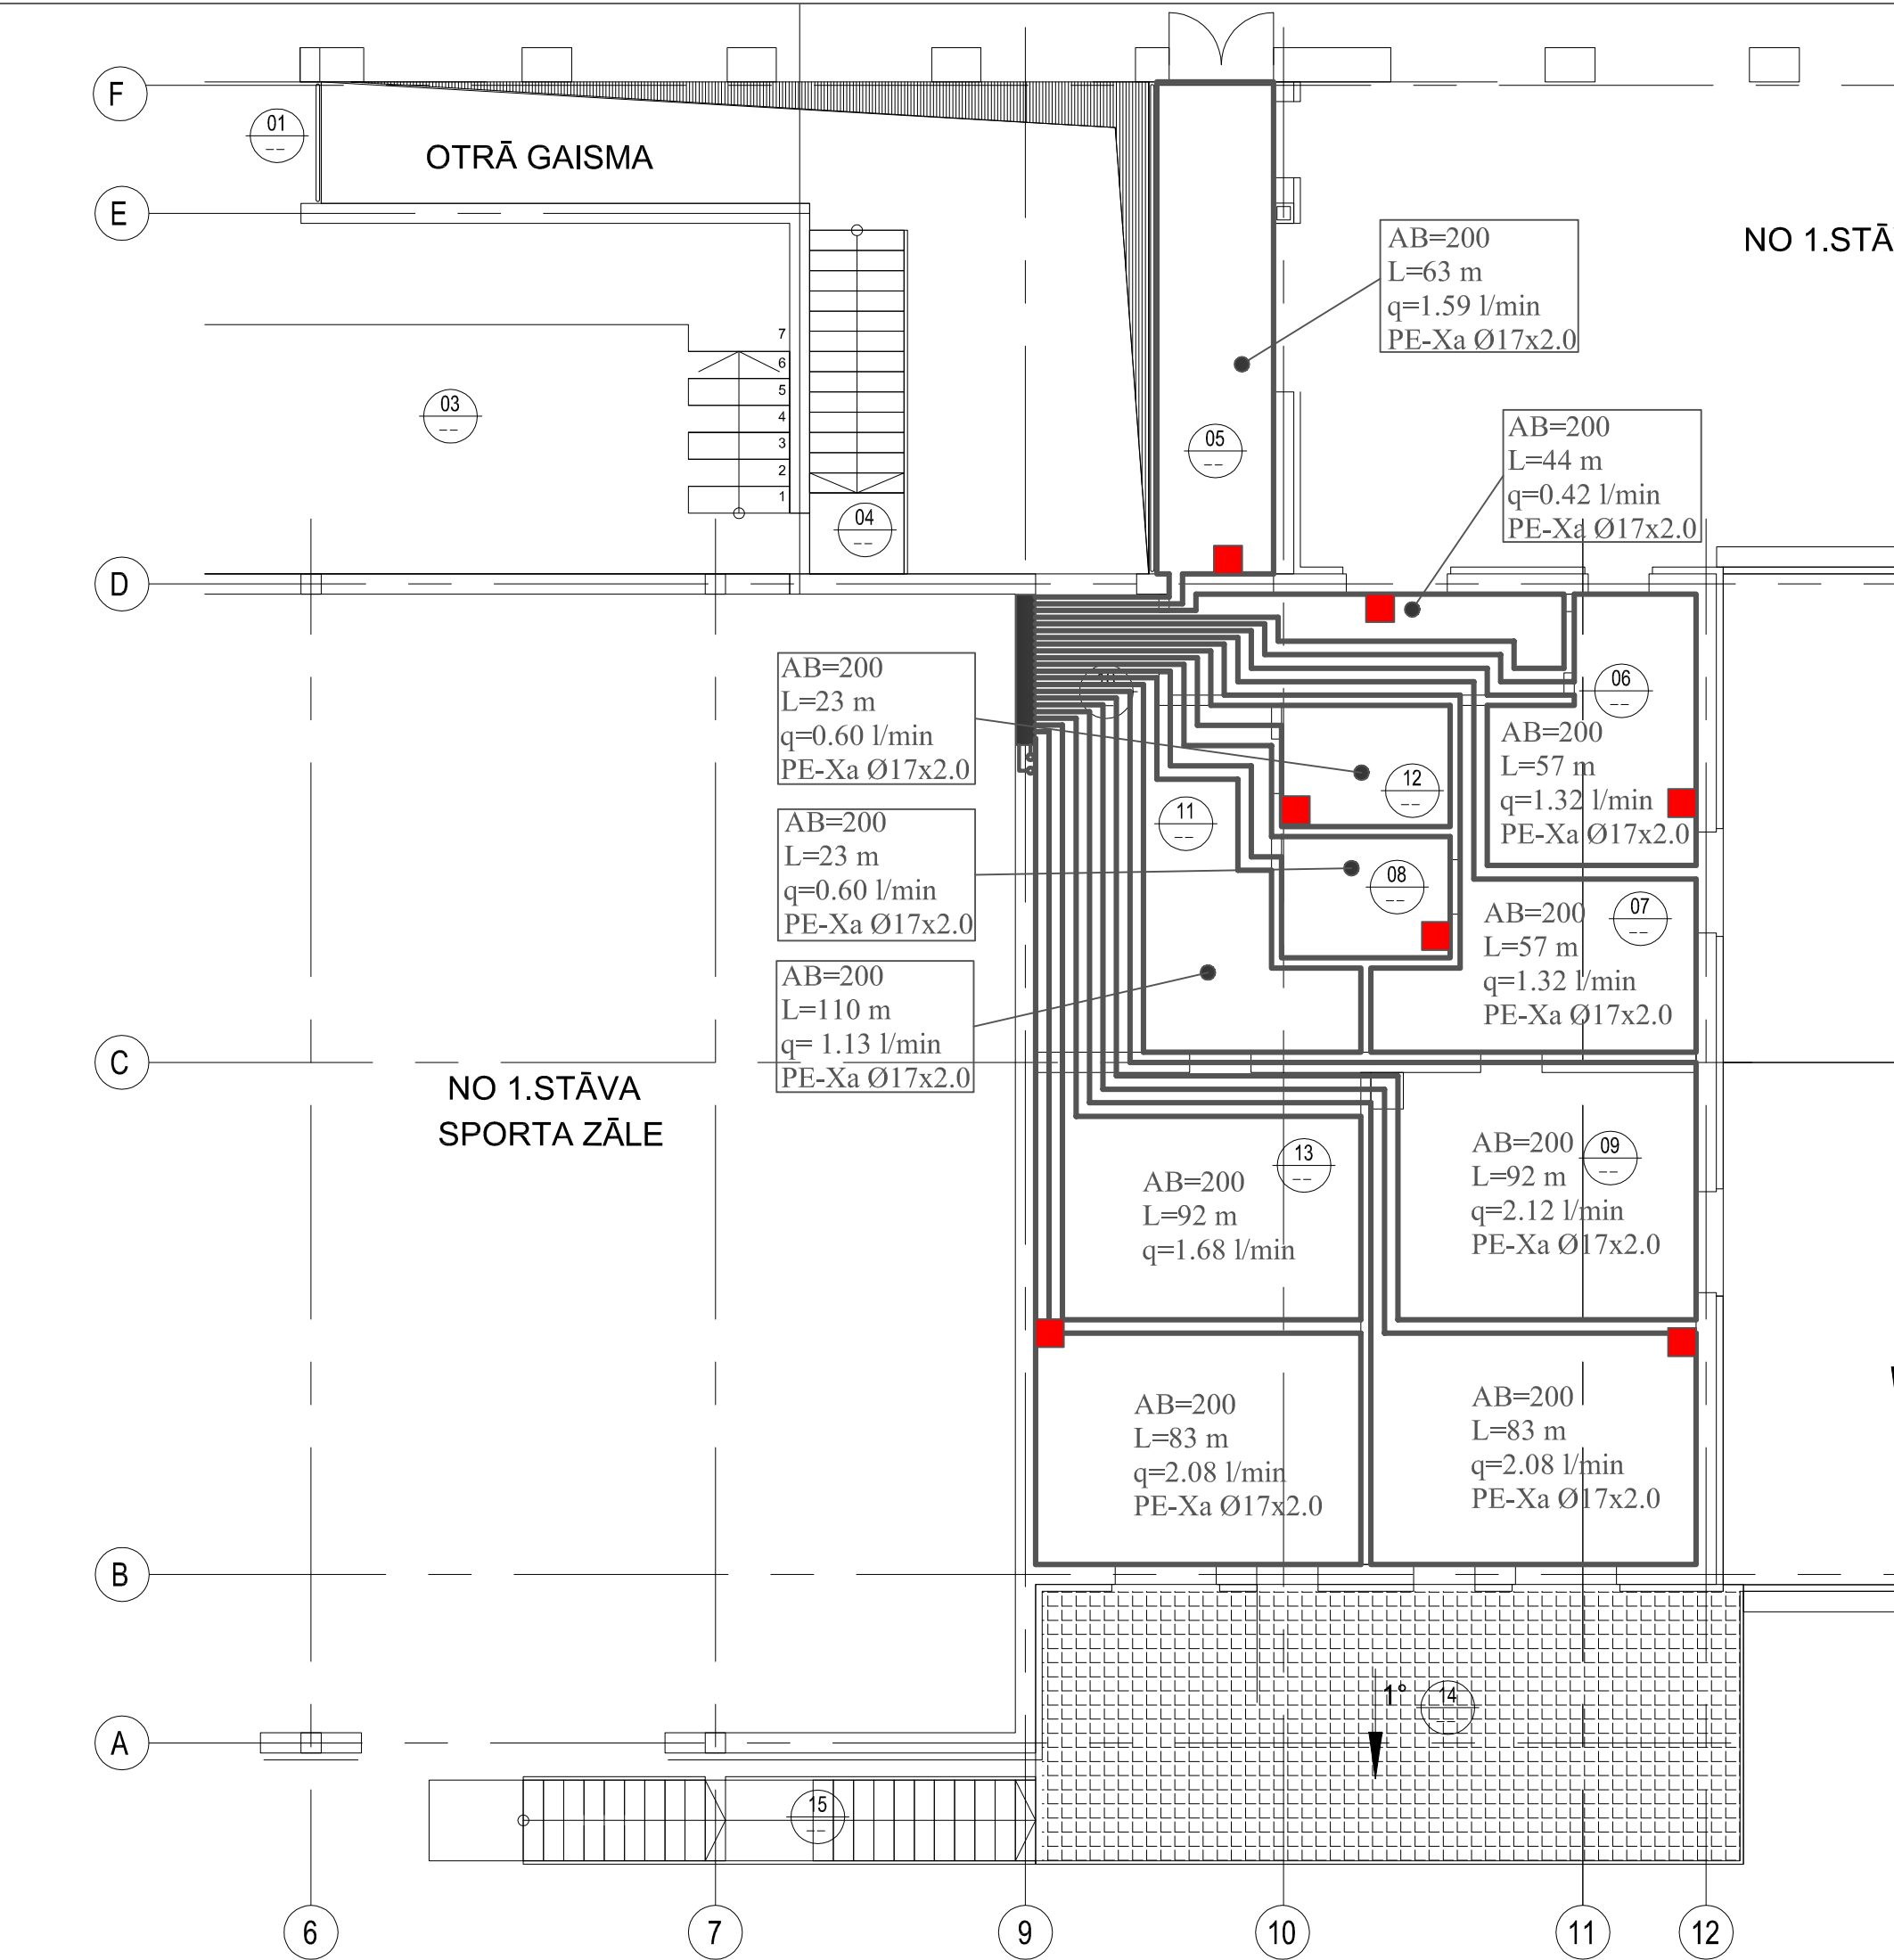 F
01
--
OTRĀ GAISMA
E
NO 1.STĀ
AB=200
L=63 m
q=1.59 l/min
PE-Xa Ø17x2.0
7
6
5
4
3
2
1
03
--
04
--
05
--
AB=200
L=44 m
q=0.42 l/min
PE-Xa Ø17x2.0
D
AB=200
L=23 m
q=0.60 l/min
PE-Xa Ø17x2.0
06
--
AB=200
L=57 m
q=1.32 l/min
PE-Xa Ø17x2.0
12
--
11
--
AB=200
L=23 m
q=0.60 l/min
PE-Xa Ø17x2.0
08
--
07
--
AB=200
L=57 m
q=1.32 l/min
PE-Xa Ø17x2.0
AB=200
L=110 m
q= 1.13 l/min
PE-Xa Ø17x2.0
C
NO 1.STĀVA
SPORTA ZĀLE
13
--
AB=200
L=92 m
q=1.68 l/min
09
--
AB=200
L=92 m
q=2.12 l/min
PE-Xa Ø17x2.0
AB=200
L=83 m
q=2.08 l/min
PE-Xa Ø17x2.0
AB=200
L=83 m
q=2.08 l/min
PE-Xa Ø17x2.0
B
1°
14
--
A
15
--
6
7
9
10
11
12